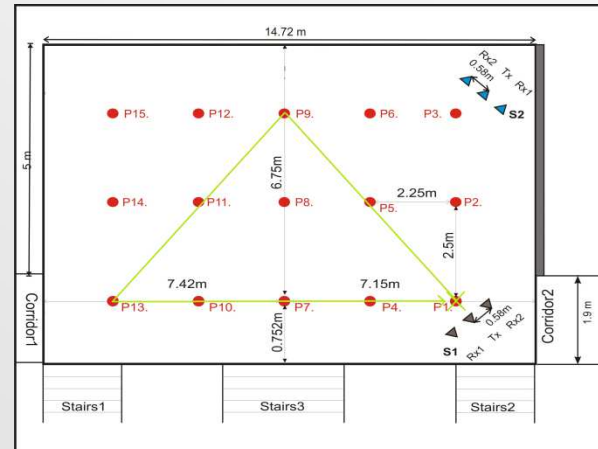 14.72 m
Rx2 Tx Rx1
0.58m
S2
P15.
P12.
P9.
P6.
P3.
5 m
6.75m
2.25m
P14.
P11.
P8.
P5.
P2.
2.5m
7.42m
7.15m
P13.
P10.
P7.
P4.
P1.
0.58m
S1
Rx1 Tx Rx2
0.752m
Corridor1
Corridor2
1.9 m
Stairs1
Stairs3
Stairs2